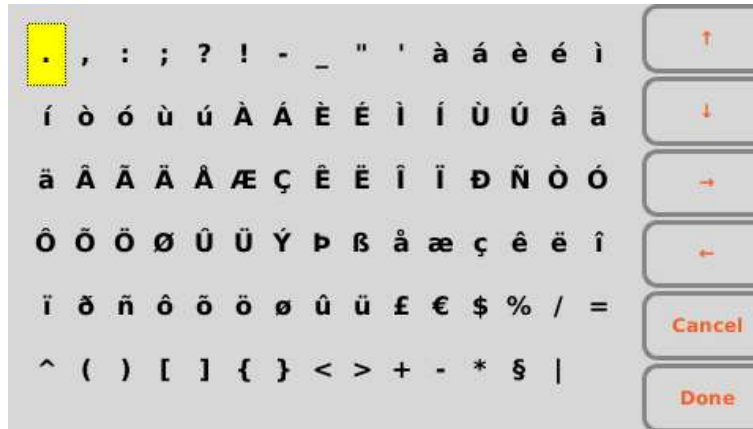 . , : ; ? ! - _ " ' à á è é ì
í ò ó ù ú À Á È É Ì Í Ù Ú â ã
ä Â Ã Ä Å Æ Ç Ê Ë Î Ï Đ Ñ Ò Ó
Ô Õ Ö Ø Û Ü Ý Þ ß å æ ç ê ë î
ï ð ñ ô õ ö ø û ü £ € $ % / =
^ ( ) [ ] { } < > + - * § |
↑
↓
→
←
Cancel
Done